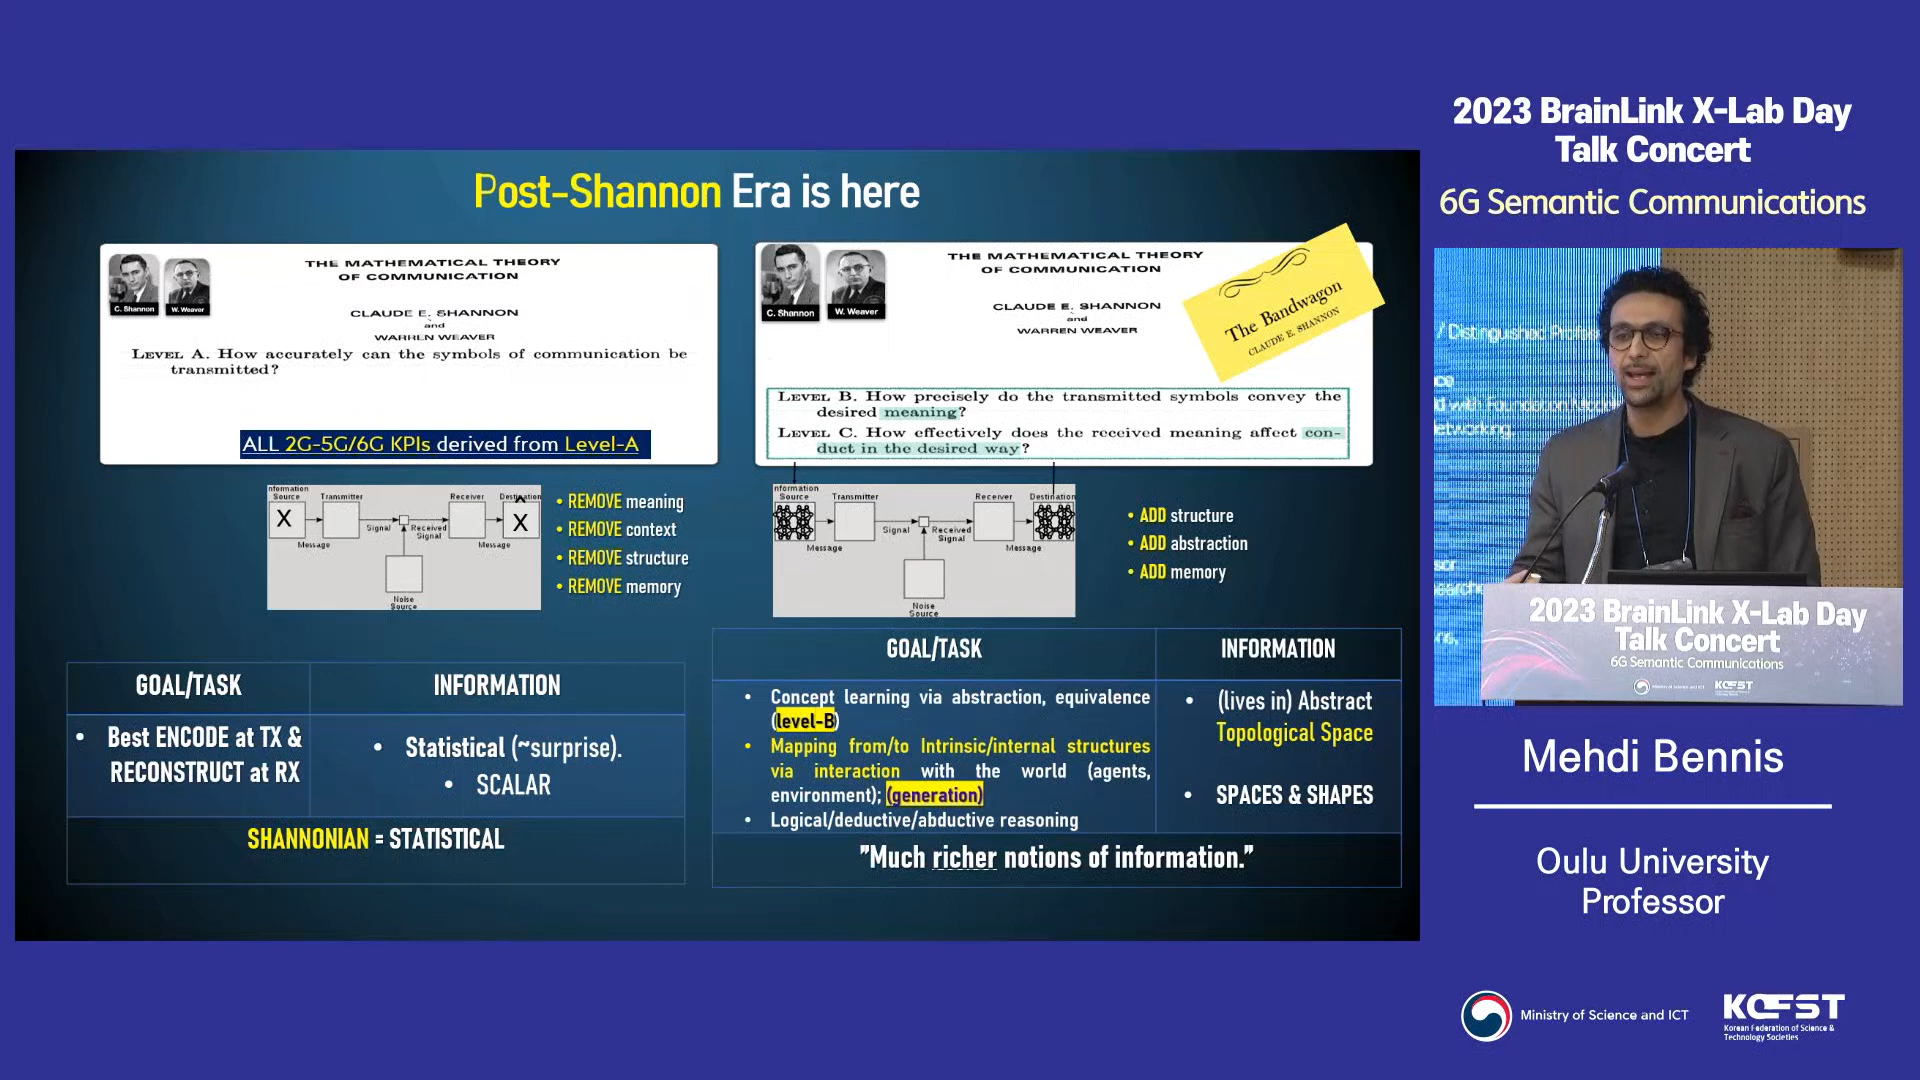 2023 BrainLink X-Lab Day
Talk Concert
6G Semantic Communications
Post-Shannon Era is here
C. Shannon
W. Weaver
THE MATHEMATICAL THEORY
OF COMMUNICATION
CLAUDE E. SHANNON
and
WARREN WEAVER
LEVEL A. How accurately can the symbols of communication be
transmitted?
ALL 2G-5G/6G KPIs derived from Level-A
nformation
Source
Transmitter
Receiver
Destination
X
X̂
Signal
Received
Signal
Message
Message
Noise
Source
• REMOVE meaning
• REMOVE context
• REMOVE structure
• REMOVE memory
GOAL/TASK
INFORMATION
• Best ENCODE at TX &
RECONSTRUCT at RX
• Statistical (~surprise).
• SCALAR
SHANNONIAN = STATISTICAL
C. Shannon
W. Weaver
THE MATHEMATICAL THEORY
OF COMMUNICATION
CLAUDE E. SHANNON
and
WARREN WEAVER
The Bandwagon
CLAUDE E. SHANNON
LEVEL B. How precisely do the transmitted symbols convey the
desired meaning?
LEVEL C. How effectively does the received meaning affect con-
duct in the desired way?
nformation
Source
Transmitter
Receiver
Destination
Signal
Received
Signal
Message
Message
Noise
Source
• ADD structure
• ADD abstraction
• ADD memory
GOAL/TASK
INFORMATION
• Concept learning via abstraction, equivalence
(level-B)
• Mapping from/to Intrinsic/internal structures
via interaction with the world (agents,
environment); (generation)
• Logical/deductive/abductive reasoning
• (lives in) Abstract
Topological Space
• SPACES & SHAPES
"Much richer notions of information."
/ Distinguished Profes
2023 BrainLink X-Lab Day
Talk Concert
6G Semantic Communications
Ministry of Science and ICT
KOFST
Mehdi Bennis
Oulu University
Professor
Ministry of Science and ICT
KOFST
Korean Federation of Science &
Technology Societies